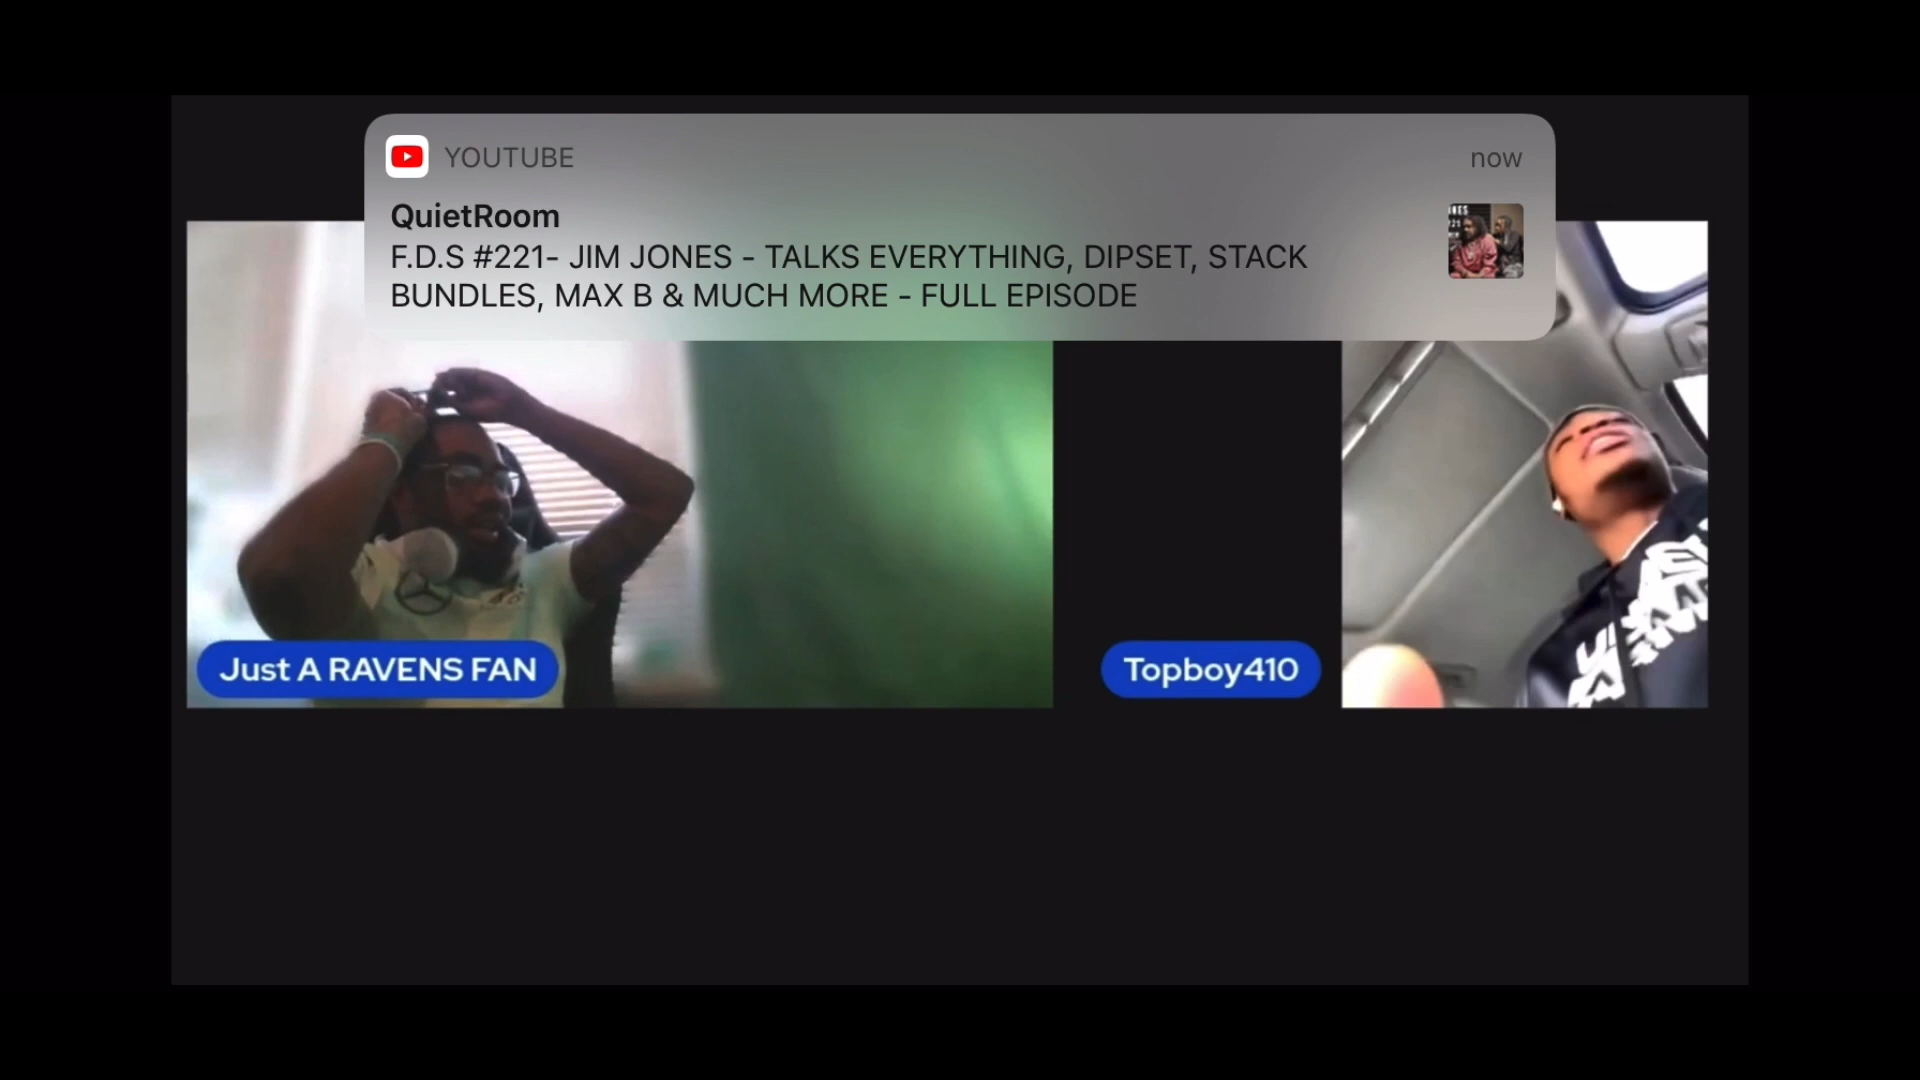 YOUTUBE
now
QuietRoom
F.D.S #221- JIM JONES - TALKS EVERYTHING, DIPSET, STACK
BUNDLES, MAX B & MUCH MORE - FULL EPISODE
Just A RAVENS FAN
Topboy410